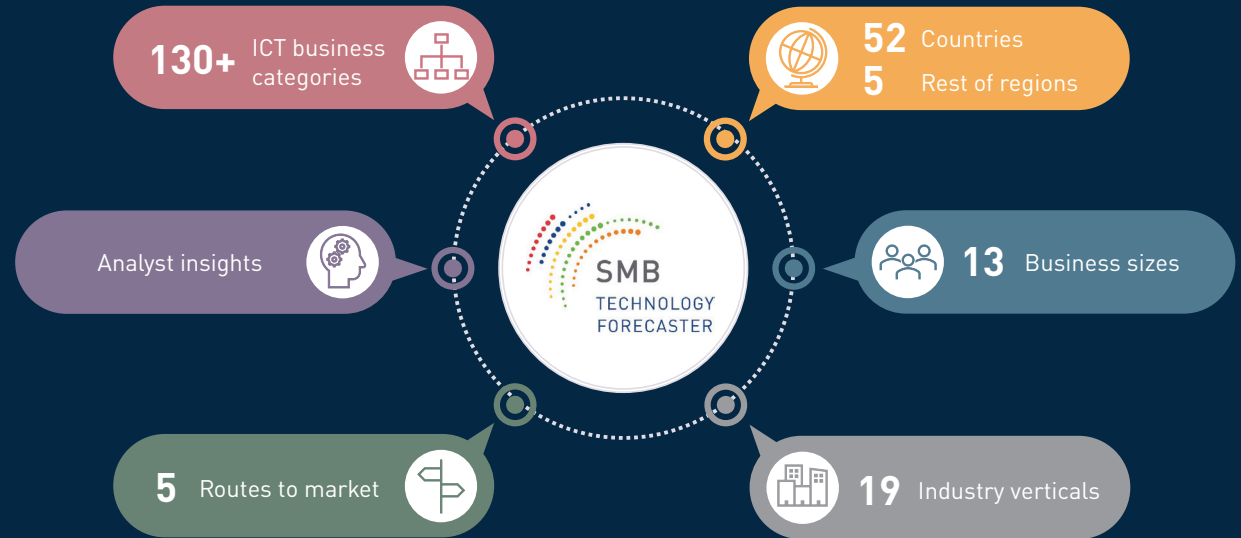 130+ ICT business
categories
52 Countries
5 Rest of regions
Analyst insights
SMB
TECHNOLOGY
FORECASTER
13 Business sizes
5 Routes to market
19 Industry verticals